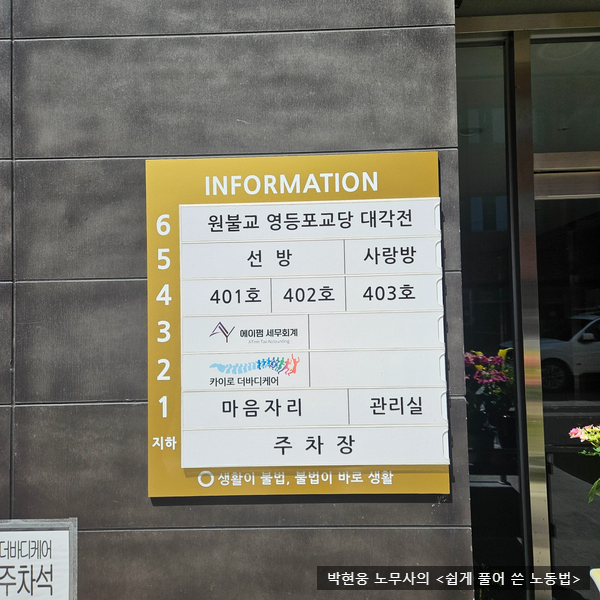 INFORMATION
6 원불교 영등포교당 대각전
5 선 방 사랑방
4 401호 402호 403호
3 에이펌 세무회계
AFirm Tax Accounting
2 카이로 더바디케어
1 마음자리 관리실
지하 주 차 장
생활이 불법, 불법이 바로 생활
더바디케어
주차석
박현웅 노무사의 <쉽게 풀어 쓴 노동법>